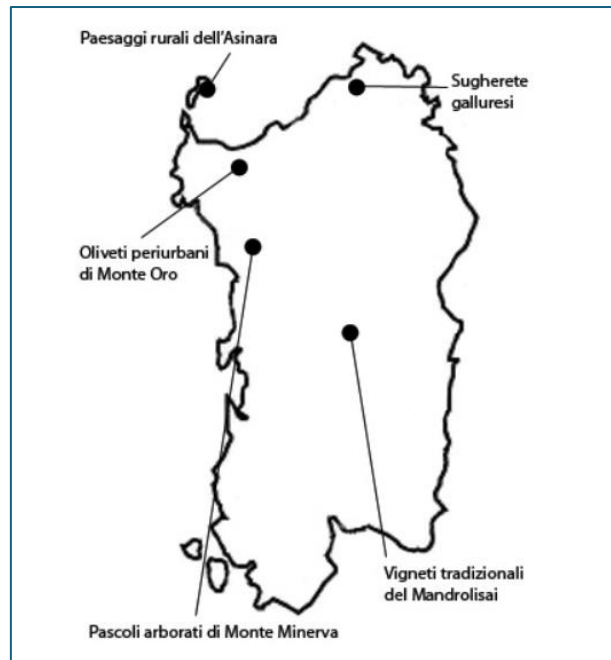 Paesaggi rurali dell'Asinara
Sugherete
galluresi
Oliveti periurbani
di Monte Oro
Vigneti tradizionali
del Mandrolisai
Pascoli arborati di Monte Minerva